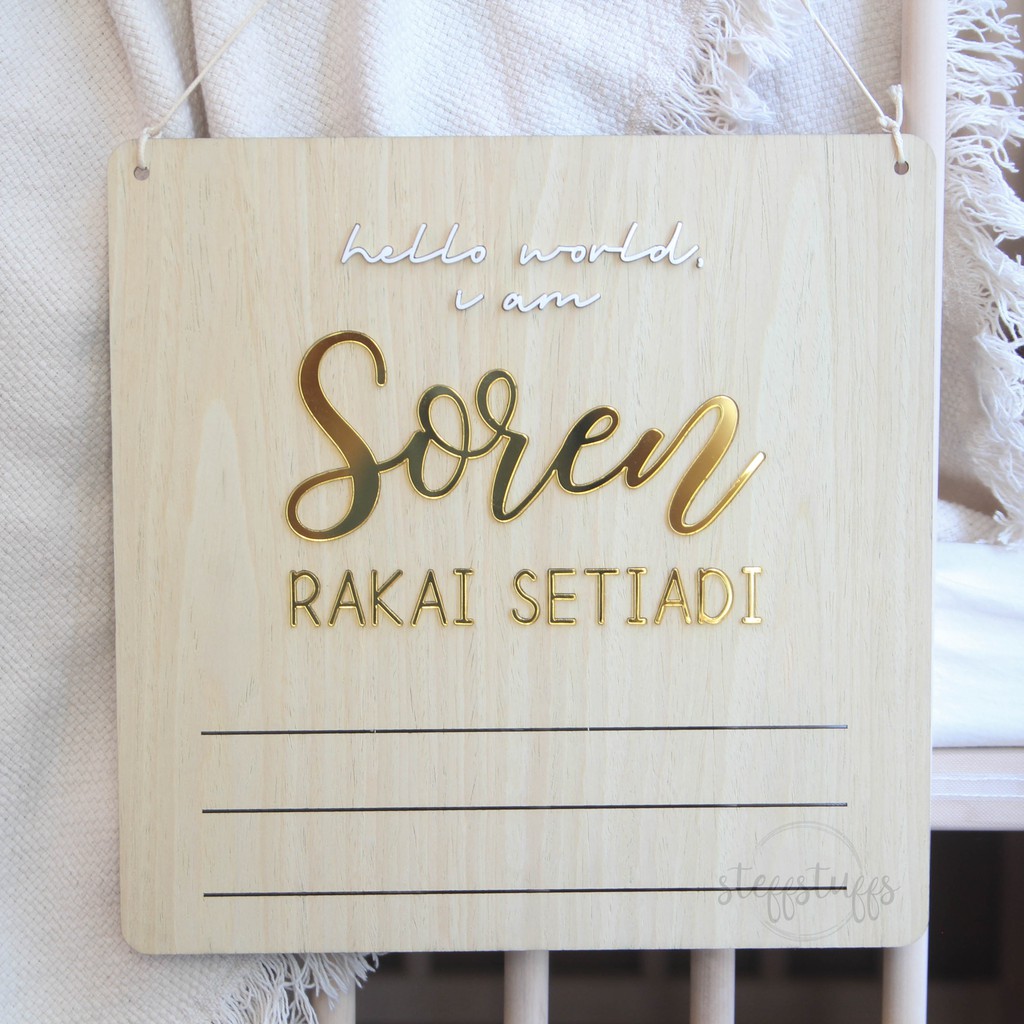 hello world,
i am
Soren
RAKAI SETIADI
steffstuffs